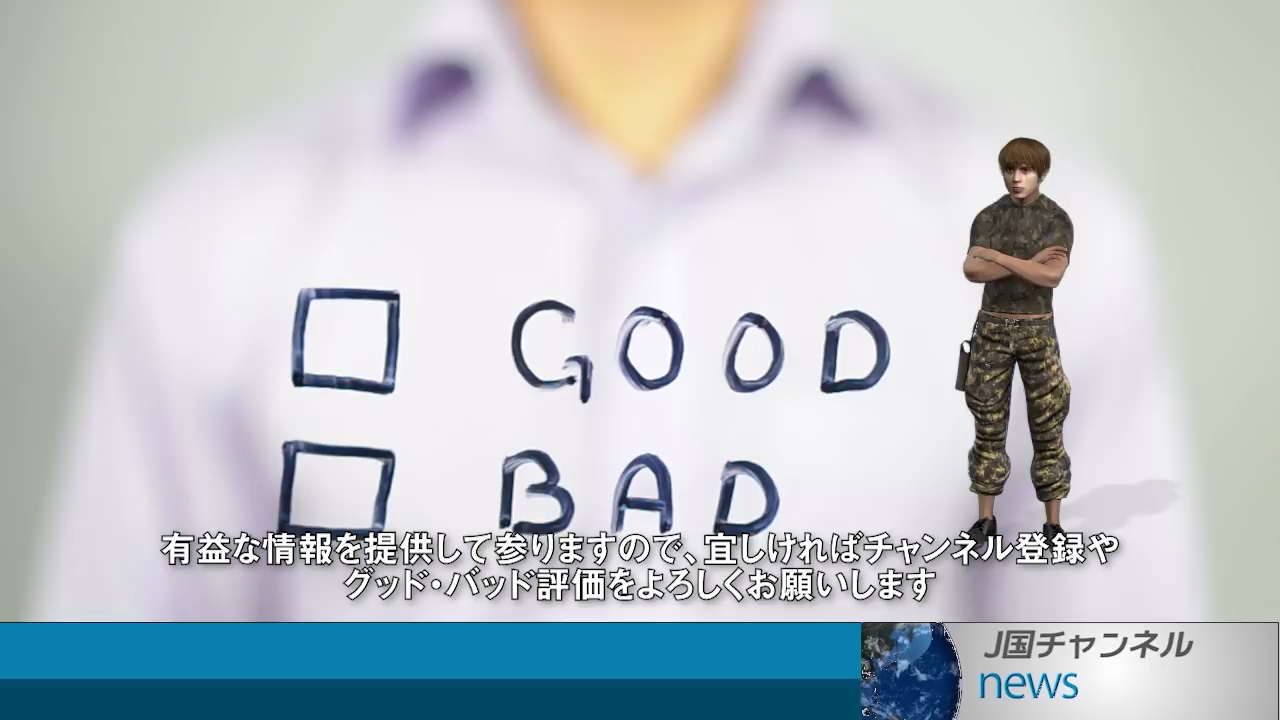 GOOD
BAD
有益な情報を提供して参りますので、宜しければチャンネル登録や
グッド・バッド評価をよろしくお願いします
J国チャンネル
news